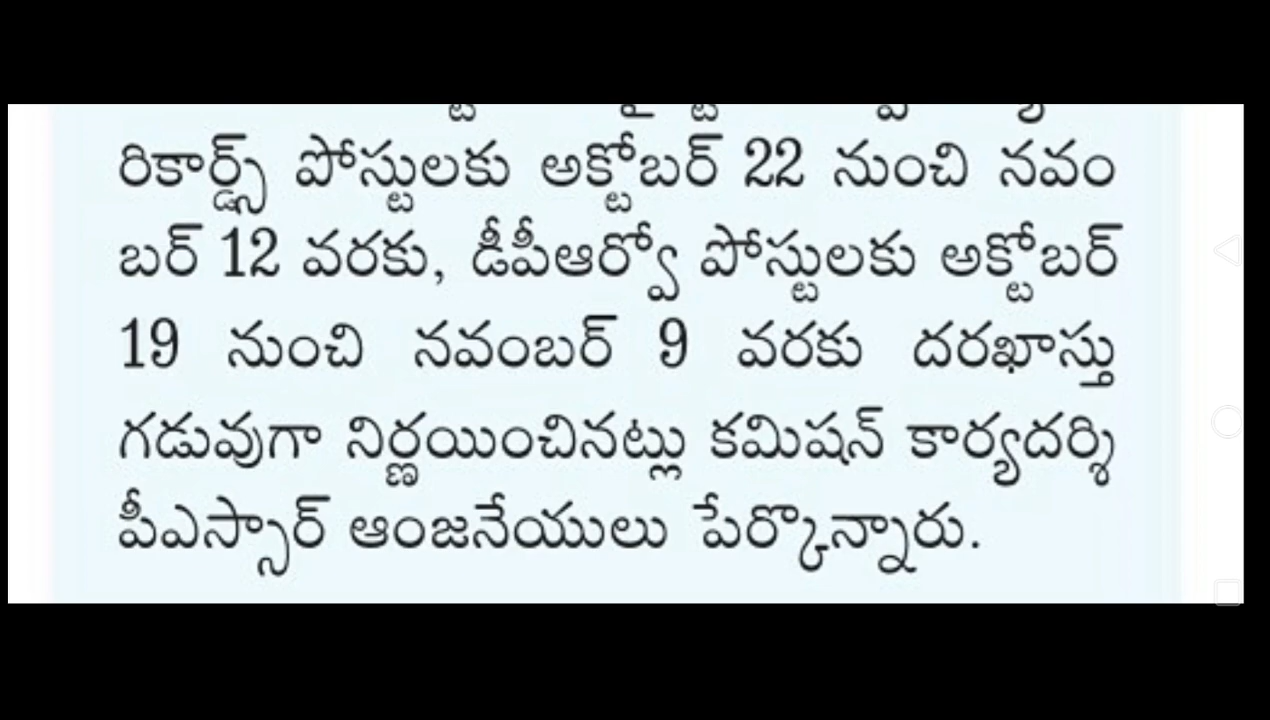 రికార్డ్స్ పోస్టులకు అక్టోబర్ 22 నుంచి నవం
బర్ 12 వరకు, డీపీఆర్వో పోస్టులకు అక్టోబర్
19 నుంచి నవంబర్ 9 వరకు దరఖాస్తు
గడువుగా నిర్ణయించినట్లు కమిషన్ కార్యదర్శి
పీఎస్సార్ ఆంజనేయులు పేర్కొన్నారు.